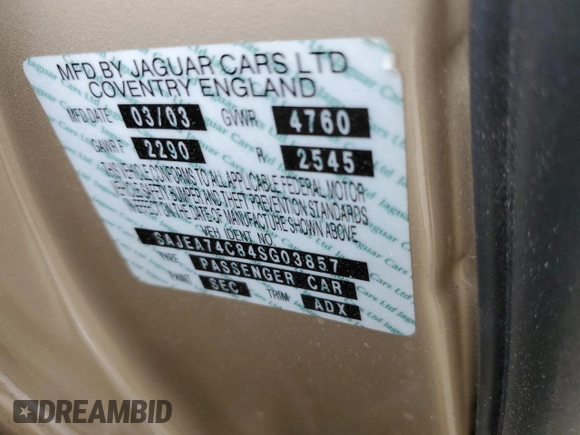 MFD BY JAGUAR CARS LTD
COVENTRY ENGLAND
MFD.DATE 03/03 GVWR 4760
GAWR F 2290 R 2545
THIS VEHICLE CONFORMS TO ALL APPLICABLE FEDERAL MOTOR
VEHICLE SAFETY BUMPER AND THEFT PREVENTION STANDARDS
IN EFFECT ON THE DATE OF MANUFACTURE SHOWN ABOVE.
VEH. IDENT NO.
SAJEA74C84SG03857
TYPE PASSENGER CAR
PAINT SEC TRIM ADX
DREAMBID